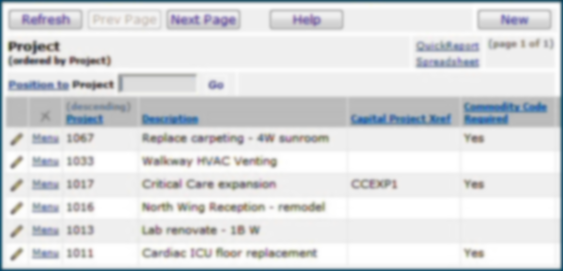 Refresh Prev Page Next Page Help New
Project QuickReport (page 1 of 1)
(ordered by Project) Spreadsheet
Position to Project Go
(descending) Commodity Code
Project Description Capital Project Xref Required
Menu 1067 Replace carpeting - 4W sunroom Yes
Menu 1033 Walkway HVAC Venting
Menu 1017 Critical Care expansion CCEXP1 Yes
Menu 1016 North Wing Reception - remodel
Menu 1013 Lab renovate - 1B W
Menu 1011 Cardiac ICU floor replacement Yes